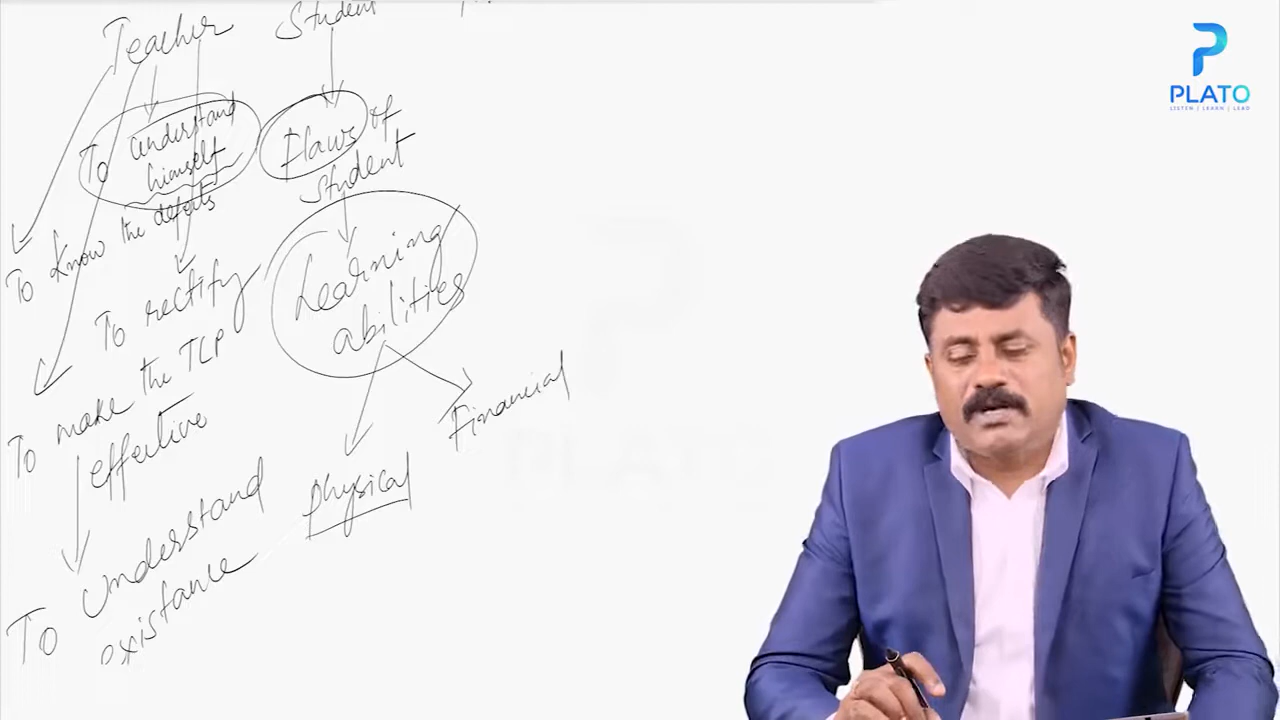 Teacher
Student
To understand
himself
Flaws of
Student
To know the defects
To rectify
Learning
abilities
To make the TLP
effective
Financial
Physical
To understand
existance
PLATO
LISTEN | LEARN | LEAD
PLATO